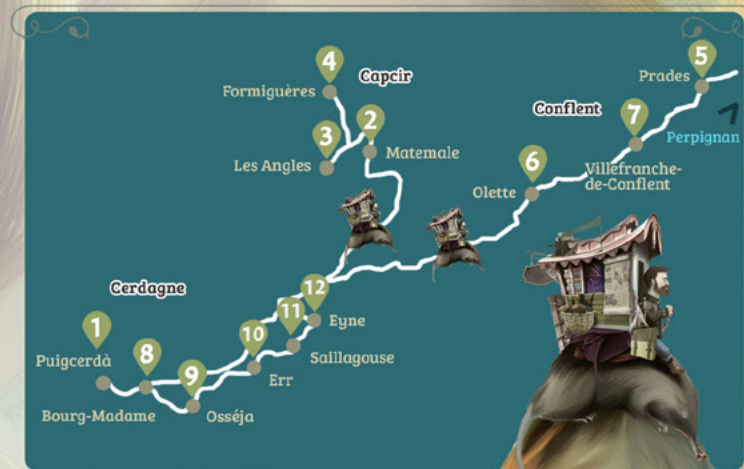 4
Formiguères
Capcir
5
Prades
3
2
Les Angles
Matemale
Conflent
7
Perpignan
6
Olette
Villefranche-
de-Conflent
Cerdagne
12
11
Eyne
1
Puigcerdà
10
Saillagouse
8
9
Err
Bourg-Madame
Osséja